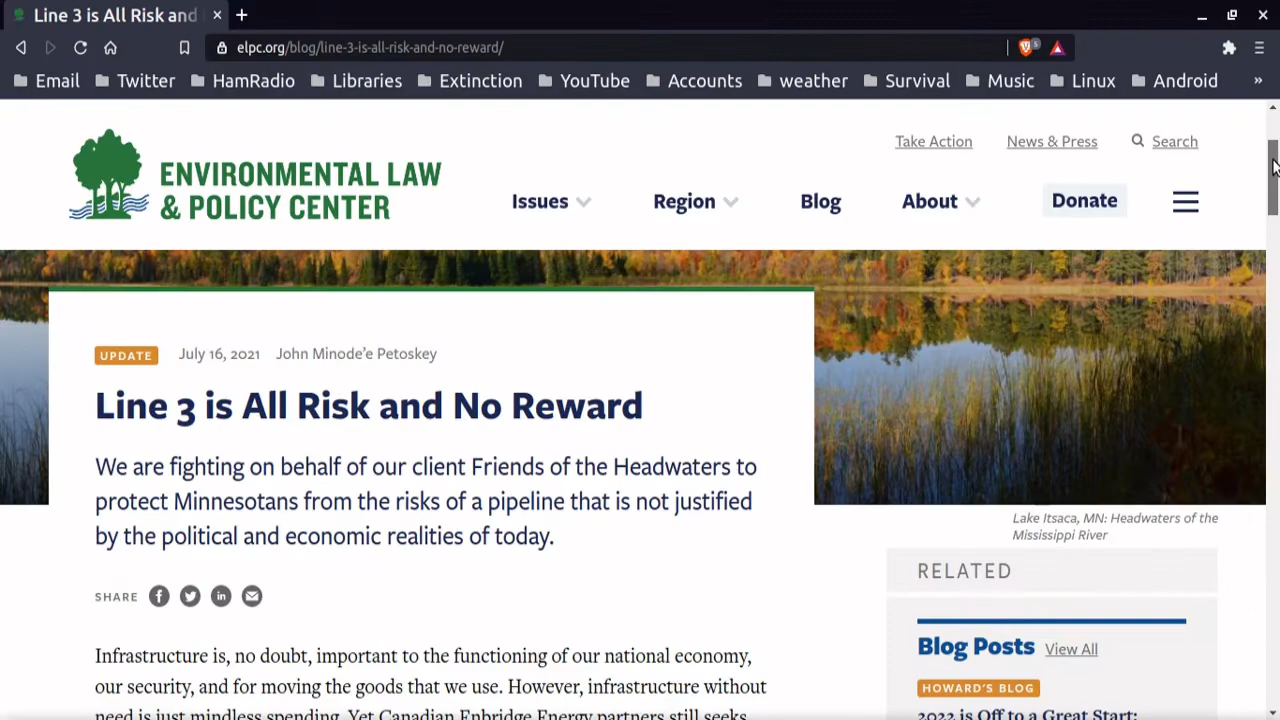 Line 3 is All Risk and
elpc.org/blog/line-3-is-all-risk-and-no-reward/
5
Email Twitter HamRadio Libraries Extinction YouTube Accounts weather Survival Music Linux Android »
Take Action News & Press Search
ENVIRONMENTAL LAW
& POLICY CENTER
Issues Region Blog About Donate
UPDATE July 16, 2021 John Minode'e Petoskey
Line 3 is All Risk and No Reward
We are fighting on behalf of our client Friends of the Headwaters to
protect Minnesotans from the risks of a pipeline that is not justified
by the political and economic realities of today.
SHARE
Lake Itsaca, MN: Headwaters of the
Mississippi River
RELATED
Blog Posts View All
HOWARD'S BLOG
2022 is Off to a Great Start:
Infrastructure is, no doubt, important to the functioning of our national economy,
our security, and for moving the goods that we use. However, infrastructure without
need is just mindless spending. Yet Canadian Enbridge Energy partners still seeks